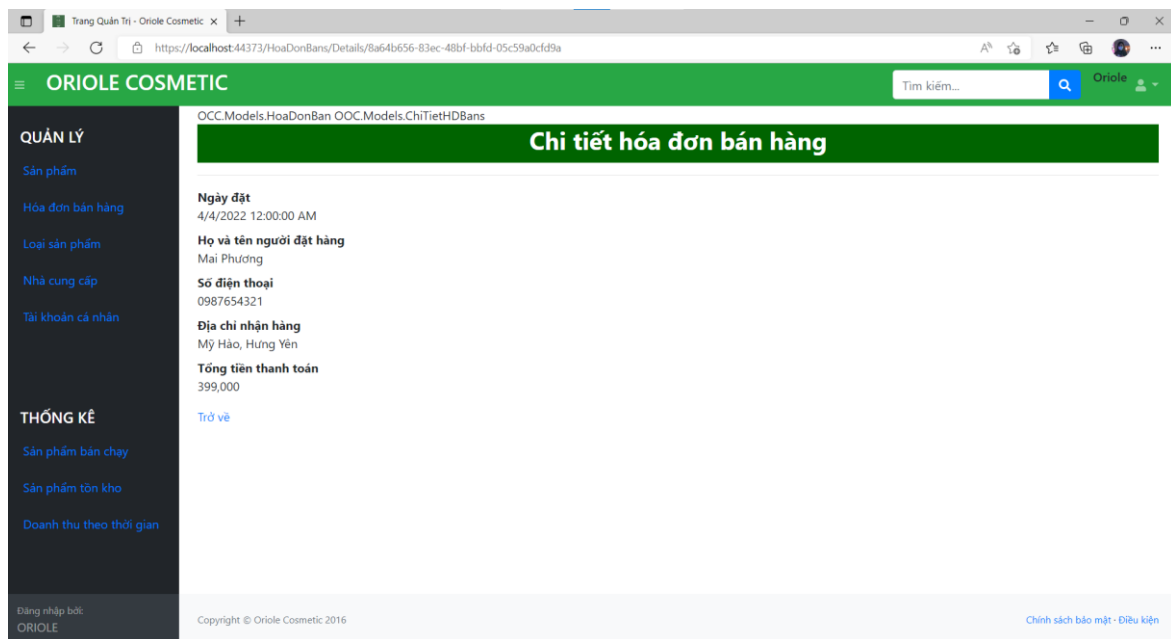 Trang Quản Trị - Oriole Cosmetic
https://localhost:44373/HoaDonBans/Details/8a64b656-83ec-48bf-bbfd-05c59a0cfd9a
ORIOLE COSMETIC
Tìm kiếm...
Oriole
QUẢN LÝ
Sản phẩm
Hóa đơn bán hàng
Loại sản phẩm
Nhà cung cấp
Tài khoản cá nhân
THỐNG KÊ
Sản phẩm bán chạy
Sản phẩm tồn kho
Doanh thu theo thời gian
Đăng nhập bởi:
ORIOLE
OCC.Models.HoaDonBan OOC.Models.ChiTietHDBans
Chi tiết hóa đơn bán hàng
Ngày đặt
4/4/2022 12:00:00 AM
Họ và tên người đặt hàng
Mai Phương
Số điện thoại
0987654321
Địa chỉ nhận hàng
Mỹ Hào, Hưng Yên
Tổng tiền thanh toán
399,000
Trở về
Copyright © Oriole Cosmetic 2016
Chính sách bảo mật · Điều kiện